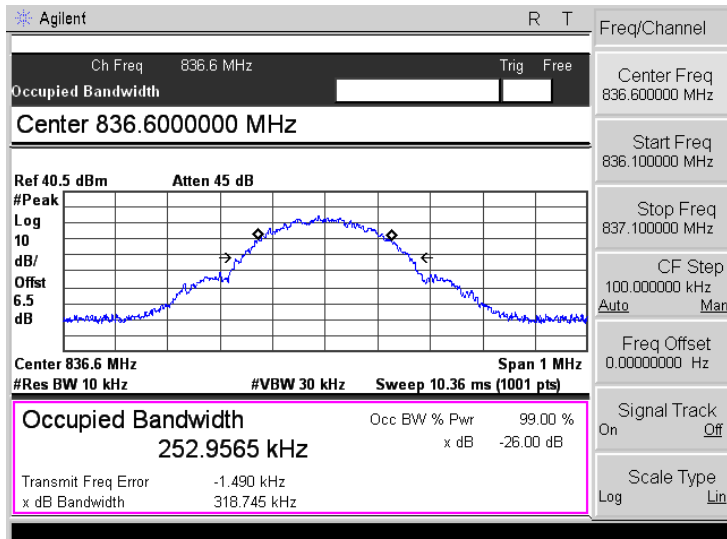 Agilent R T
Freq/Channel
Ch Freq 836.6 MHz Trig Free
Occupied Bandwidth
Center 836.6000000 MHz
Ref 40.5 dBm Atten 45 dB
#Peak
Log
10
dB/
Offst
6.5
dB
Center 836.6 MHz Span 1 MHz
#Res BW 10 kHz #VBW 30 kHz Sweep 10.36 ms (1001 pts)
Occupied Bandwidth Occ BW % Pwr 99.00 %
252.9565 kHz x dB -26.00 dB
Transmit Freq Error -1.490 kHz
x dB Bandwidth 318.745 kHz
Center Freq
836.600000 MHz
Start Freq
836.100000 MHz
Stop Freq
837.100000 MHz
CF Step
100.000000 kHz
Auto Man
Freq Offset
0.00000000 Hz
Signal Track
On Off
Scale Type
Log Lin